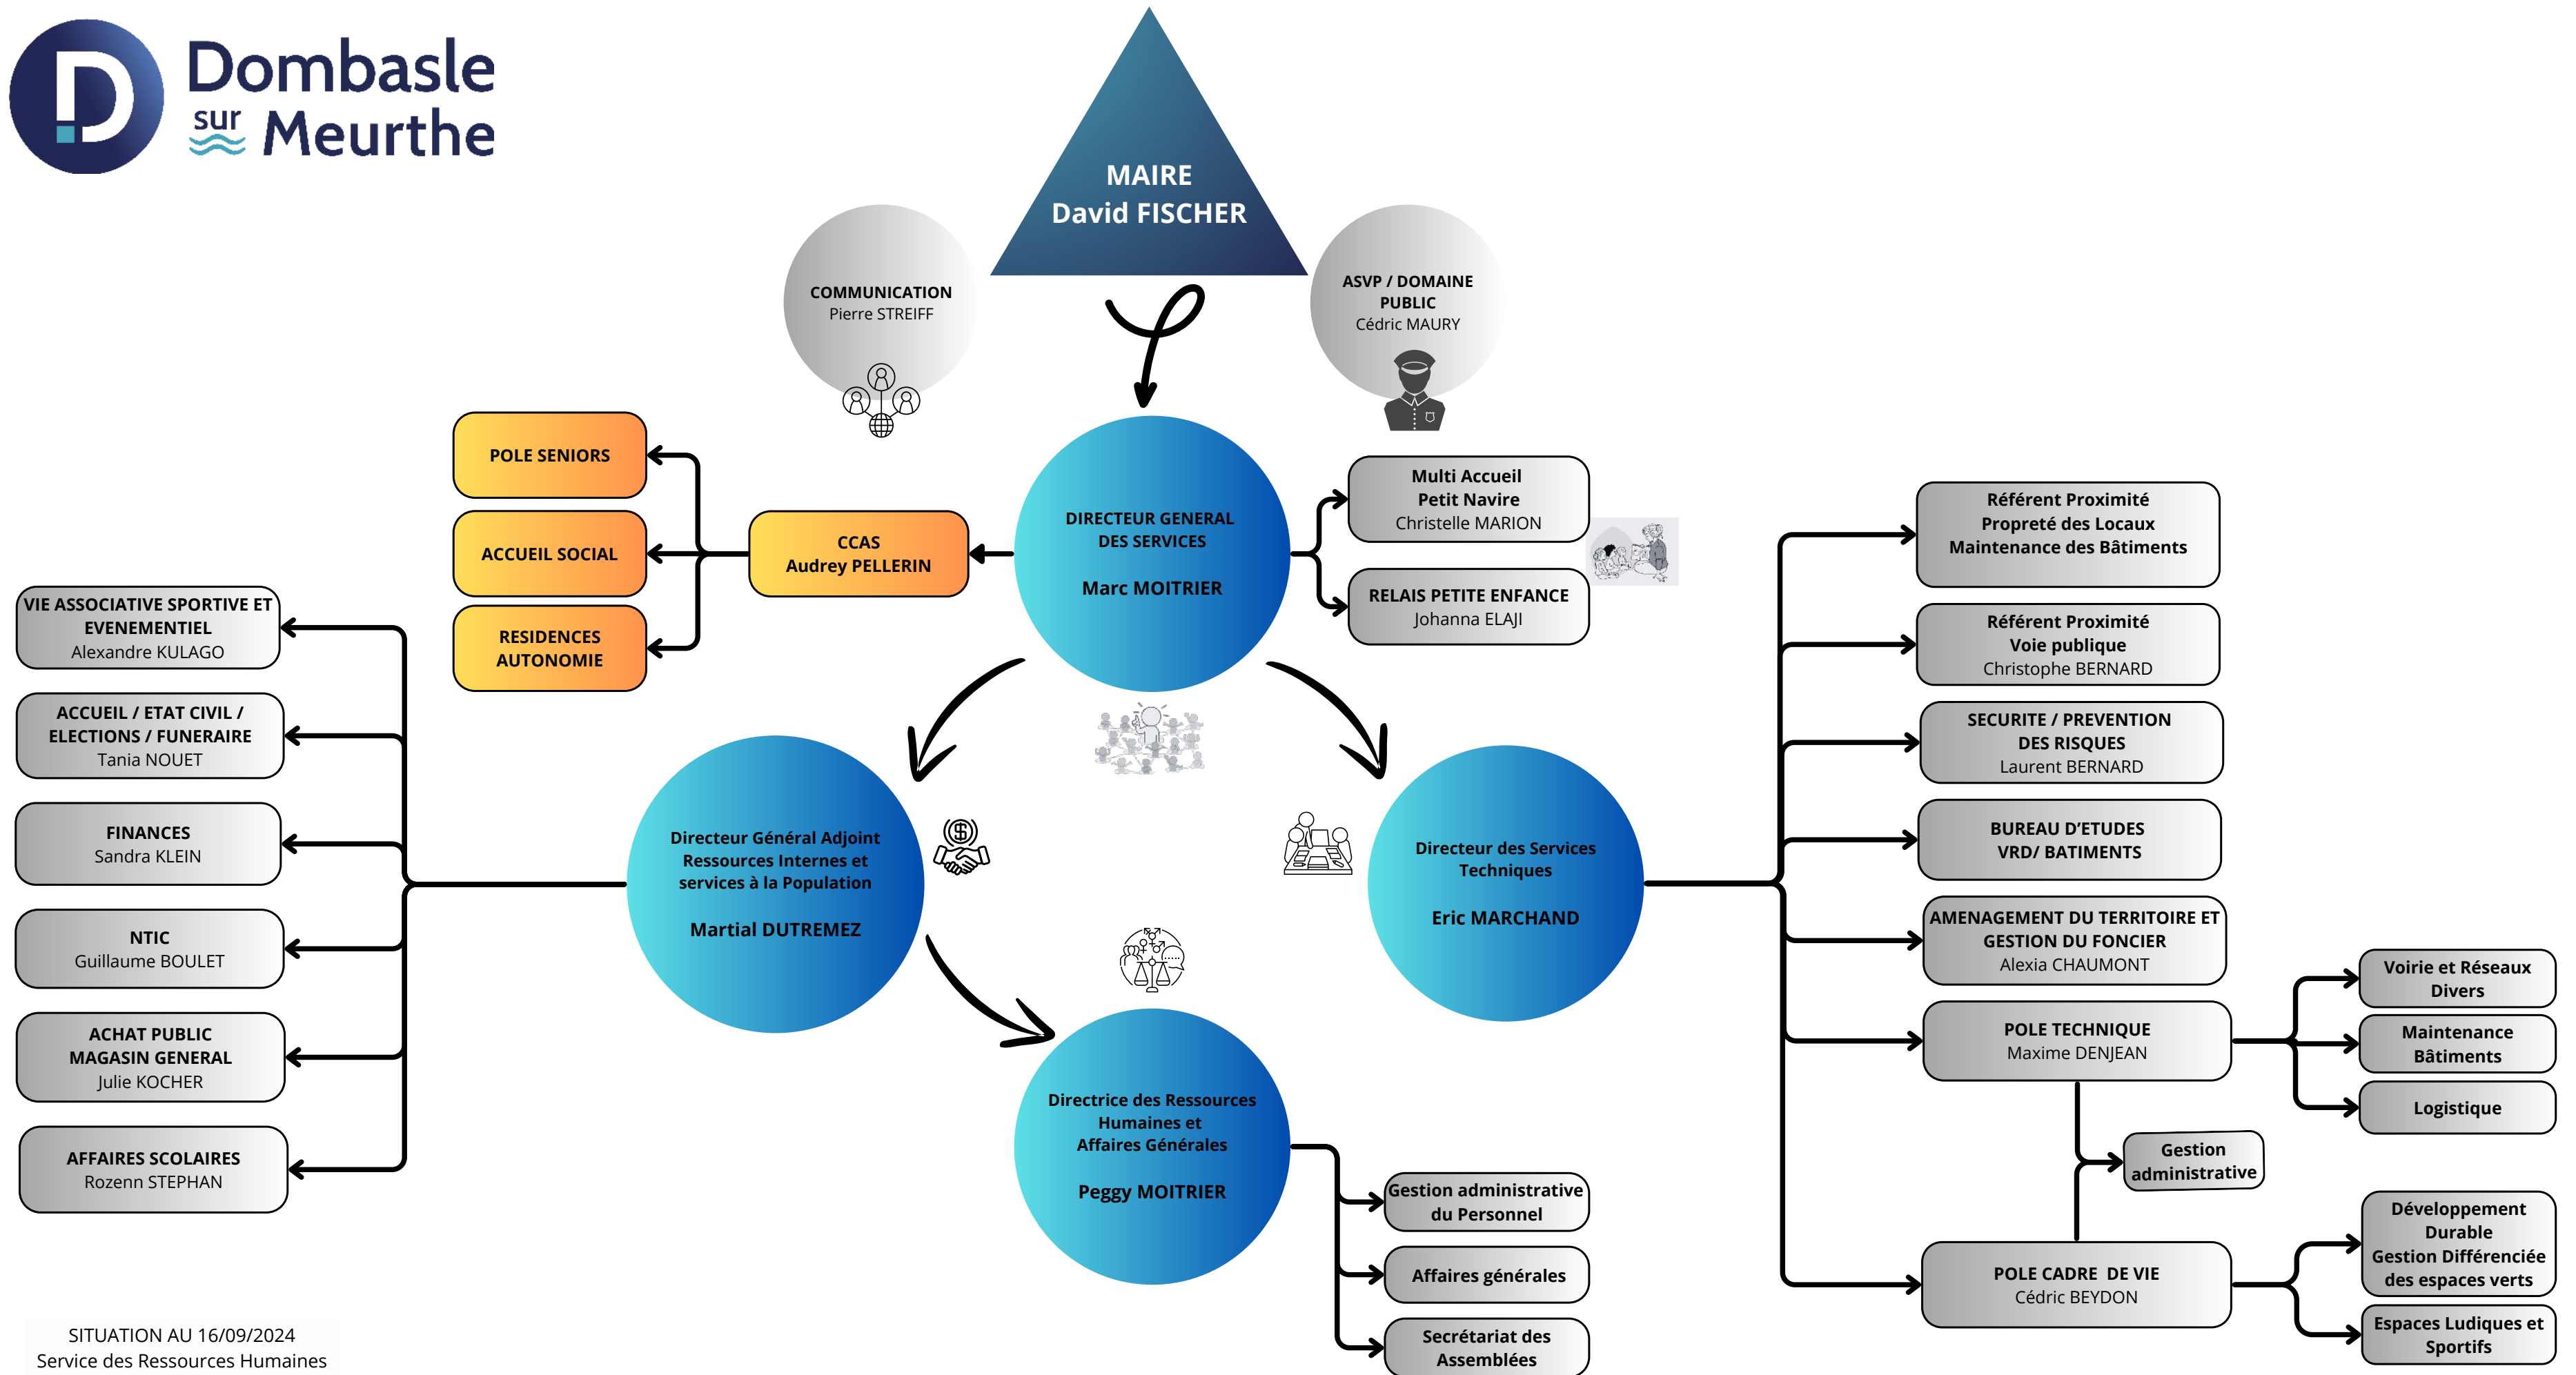 Dombasle
sur Meurthe
MAIRE
David FISCHER
COMMUNICATION
Pierre STREIFF
ASVP / DOMAINE
PUBLIC
Cédric MAURY
DIRECTEUR GENERAL
DES SERVICES
Marc MOITRIER
CCAS
Audrey PELLERIN
POLE SENIORS
ACCUEIL SOCIAL
RESIDENCES
AUTONOMIE
Multi Accueil
Petit Navire
Christelle MARION
RELAIS PETITE ENFANCE
Johanna ELAJI
Directeur Général Adjoint
Ressources Internes et
services à la Population
Martial DUTREMEZ
VIE ASSOCIATIVE SPORTIVE ET
EVENEMENTIEL
Alexandre KULAGO
ACCUEIL / ETAT CIVIL /
ELECTIONS / FUNERAIRE
Tania NOUET
FINANCES
Sandra KLEIN
NTIC
Guillaume BOULET
ACHAT PUBLIC
MAGASIN GENERAL
Julie KOCHER
AFFAIRES SCOLAIRES
Rozenn STEPHAN
Directrice des Ressources
Humaines et
Affaires Générales
Peggy MOITRIER
Gestion administrative
du Personnel
Affaires générales
Secrétariat des
Assemblées
Directeur des Services
Techniques
Eric MARCHAND
Référent Proximité
Propreté des Locaux
Maintenance des Bâtiments
Référent Proximité
Voie publique
Christophe BERNARD
SECURITE / PREVENTION
DES RISQUES
Laurent BERNARD
BUREAU D'ETUDES
VRD/ BATIMENTS
AMENAGEMENT DU TERRITOIRE ET
GESTION DU FONCIER
Alexia CHAUMONT
POLE TECHNIQUE
Maxime DENJEAN
Voirie et Réseaux
Divers
Maintenance
Bâtiments
Logistique
Gestion
administrative
POLE CADRE  DE VIE
Cédric BEYDON
Développement
Durable
Gestion Différenciée
des espaces verts
Espaces Ludiques et
Sportifs
SITUATION AU 16/09/2024
Service des Ressources Humaines